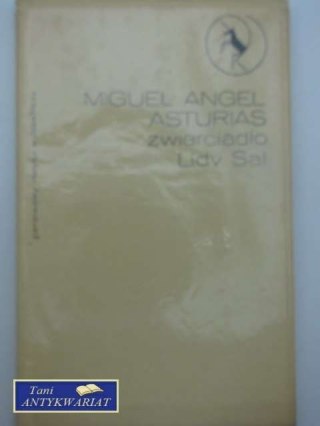 MIGUEL ANGEL
ASTURIAS
zwierciadło
Lidy Sal
Tani
ANTYKWARIAT